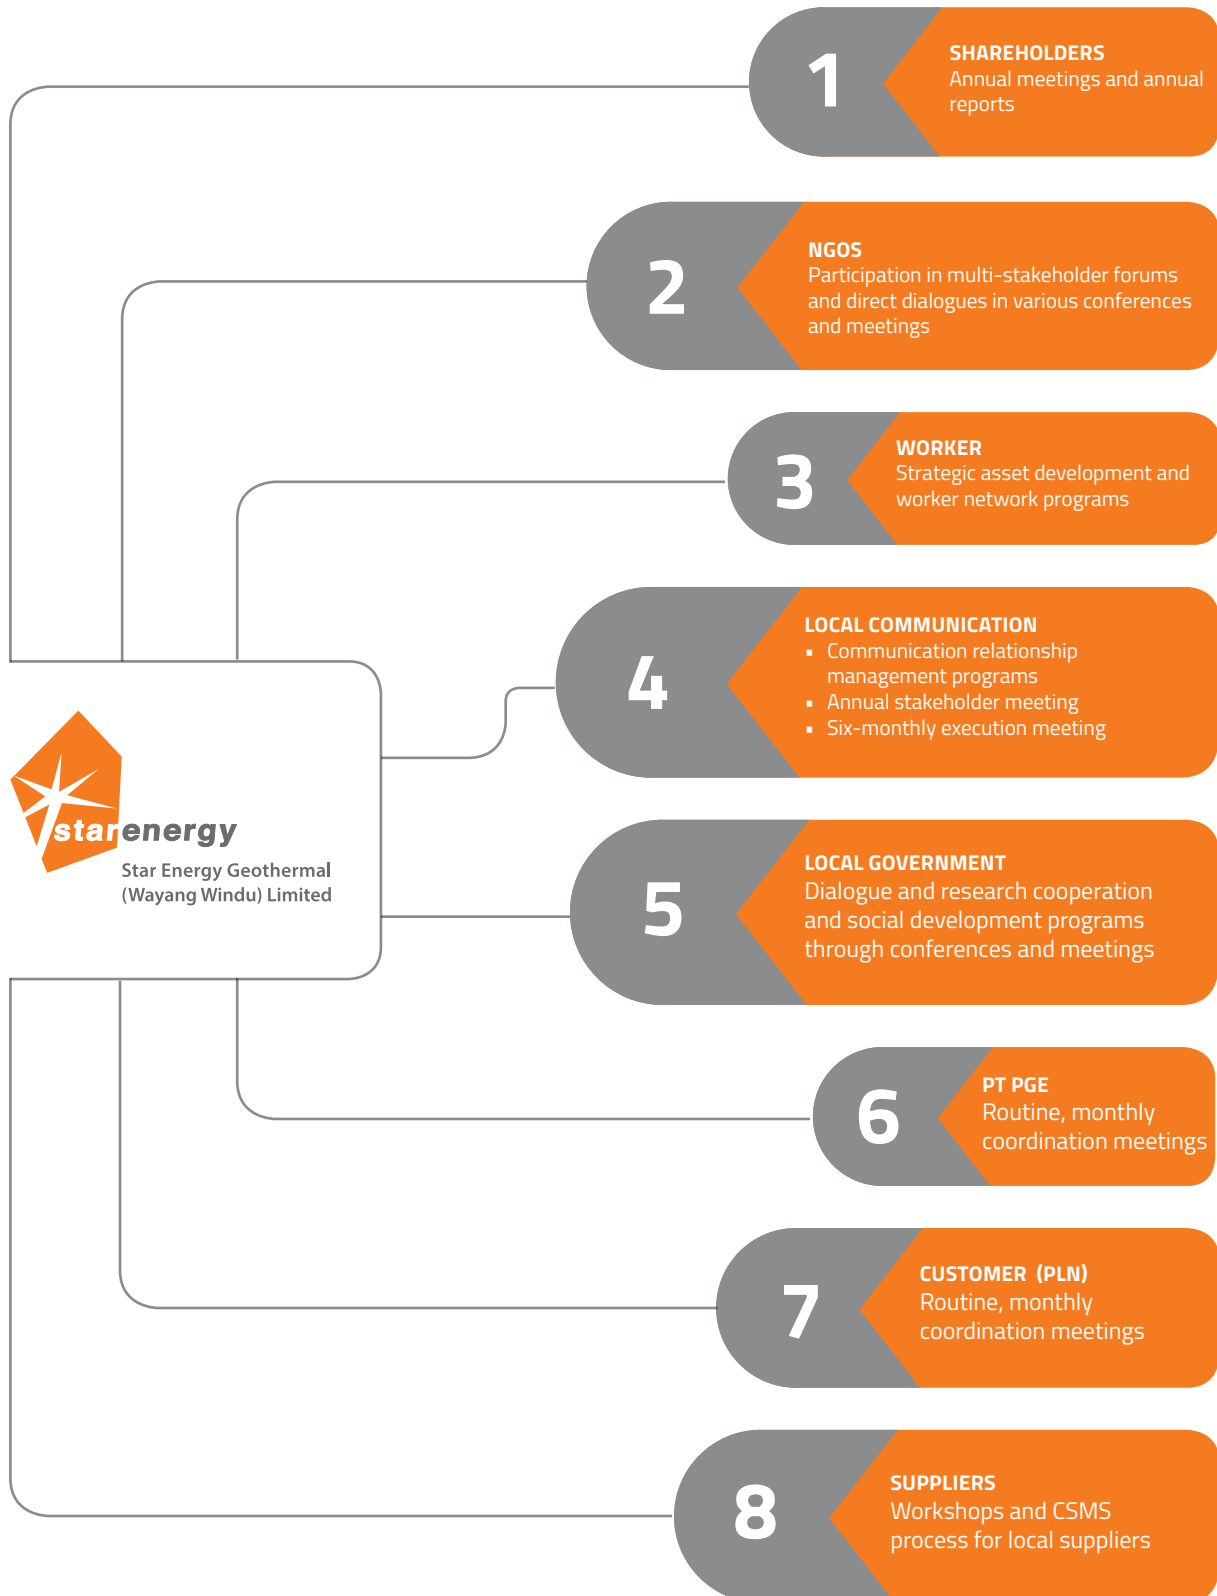 1
SHAREHOLDERS
Annual meetings and annual
reports
2
NGOS
Participation in multi-stakeholder forums
and direct dialogues in various conferences
and meetings
3
WORKER
Strategic asset development and
worker network programs
4
LOCAL COMMUNICATION
▪ Communication relationship
management programs
▪ Annual stakeholder meeting
▪ Six-monthly execution meeting
starenergy
Star Energy Geothermal
(Wayang Windu) Limited
5
LOCAL GOVERNMENT
Dialogue and research cooperation
and social development programs
through conferences and meetings
6
PT PGE
Routine, monthly
coordination meetings
7
CUSTOMER (PLN)
Routine, monthly
coordination meetings
8
SUPPLIERS
Workshops and CSMS
process for local suppliers